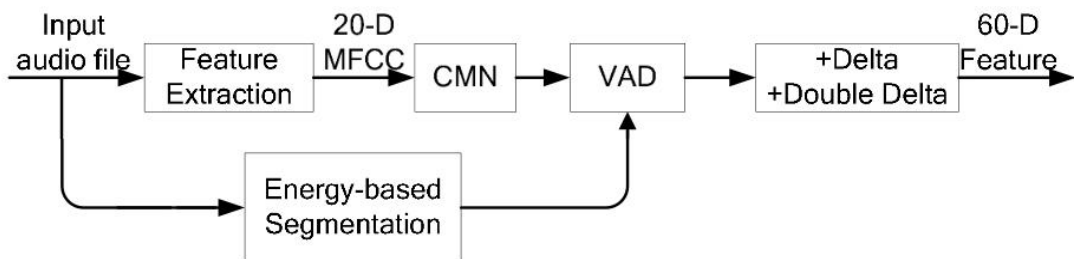 Input
audio file
Feature
Extraction
20-D
MFCC
CMN
VAD
+Delta
+Double Delta
60-D
Feature
Energy-based
Segmentation